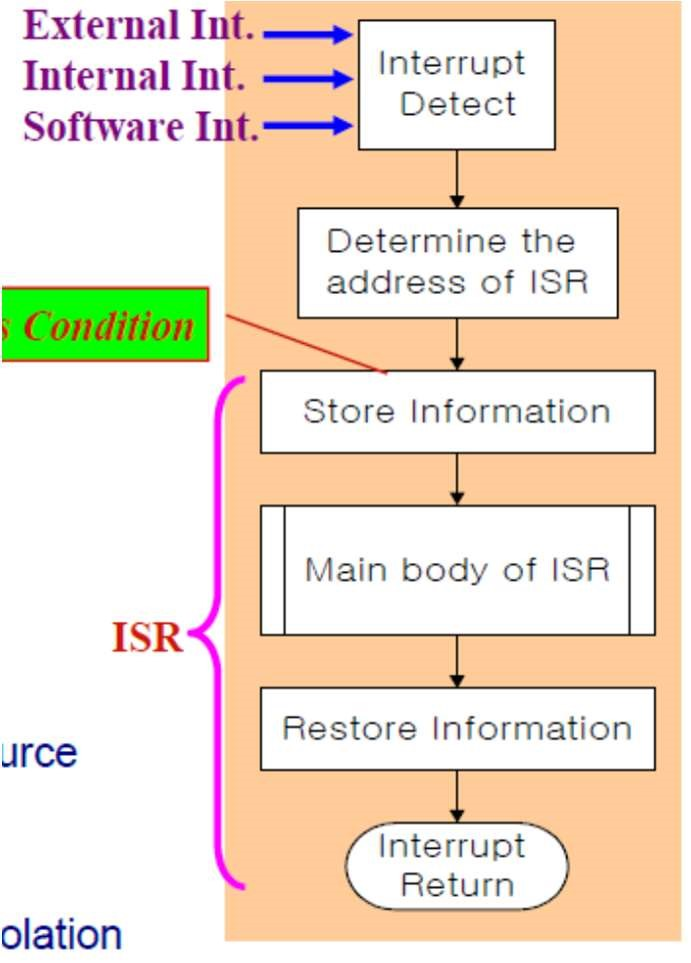 External Int.
Internal Int.
Software Int.
Interrupt
Detect
Determine the
address of ISR
s Condition
Store Information
Main body of ISR
ISR
Restore Information
urce
Interrupt
Return
olation